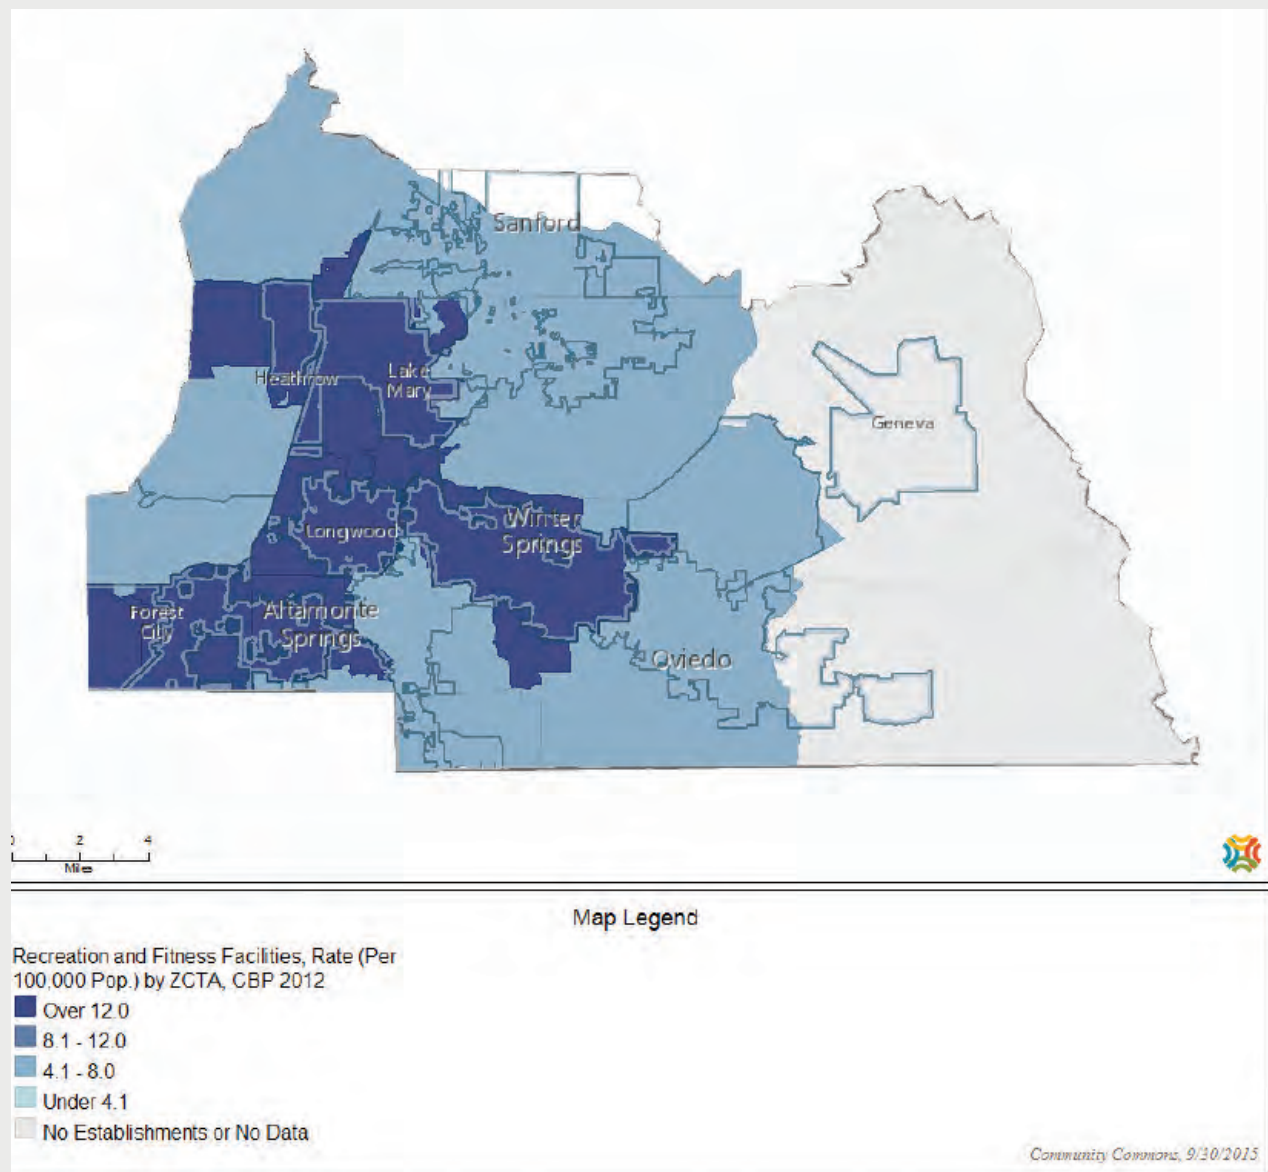 Sanford
Heathrow
Lake
Mary
Geneva
Longwood
Winter
Springs
Forest
City
Altamonte
Springs
Oviedo
0 2 4
Miles
Map Legend
Recreation and Fitness Facilities, Rate (Per
100,000 Pop.) by ZCTA, CBP 2012
Over 12.0
8.1 - 12.0
4.1 - 8.0
Under 4.1
No Establishments or No Data
Community Commons, 9/30/2015